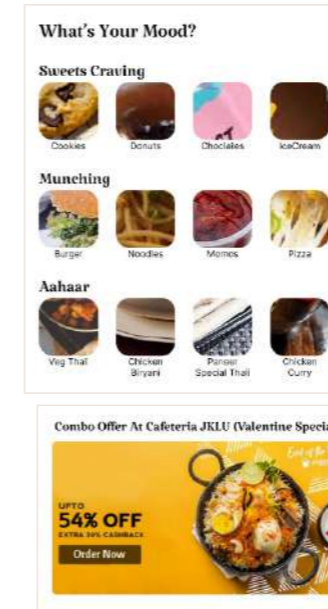 What's Your Mood?
Sweets Craving
Cookies Donuts Choclates IceCream
Munching
Burger Noodles Momos Pizza
Aahaar
Veg Thali Chicken Biryani Paneer Special Thali Chicken Curry
Combo Offer At Cafeteria JKLU (Valentine Specia
UPTO
54% OFF
EXTRA 30% CASHBACK
Order Now